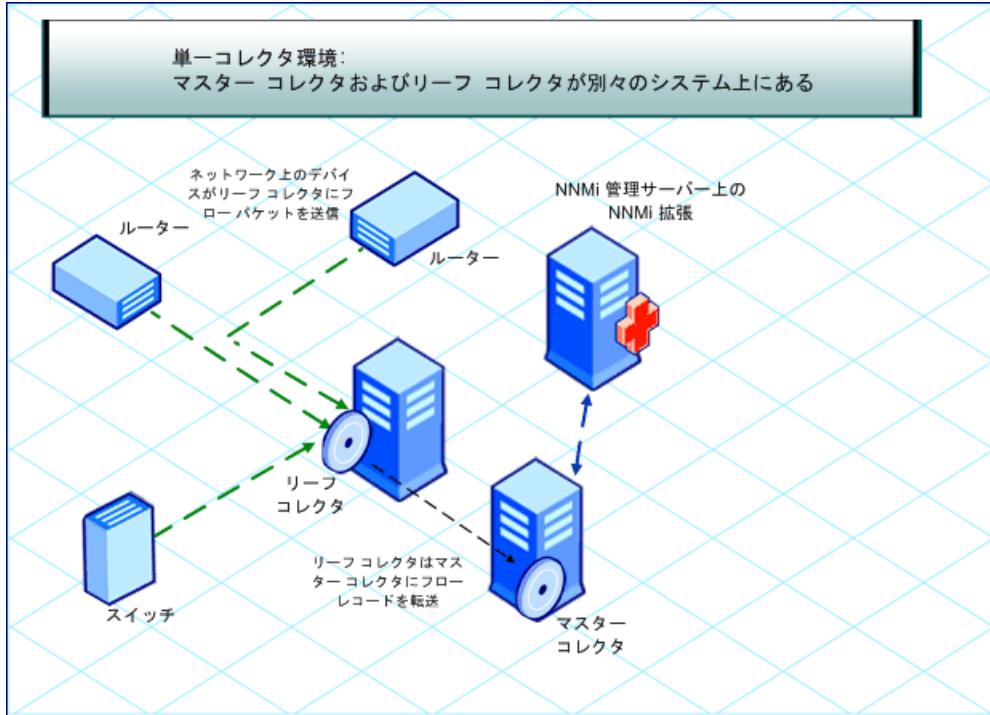 単一コレクタ環境:
マスター コレクタおよびリーフ コレクタが別々のシステム上にある
ネットワーク上のデバイ
スがリーフ コレクタにフ
ロー パケットを送信
ルーター
ルーター
NNMi 管理サーバー上の
NNMi 拡張
リーフ
コレクタ
リーフ コレクタはマス
ター コレクタにフロー
レコードを転送
スイッチ
マスター
コレクタ